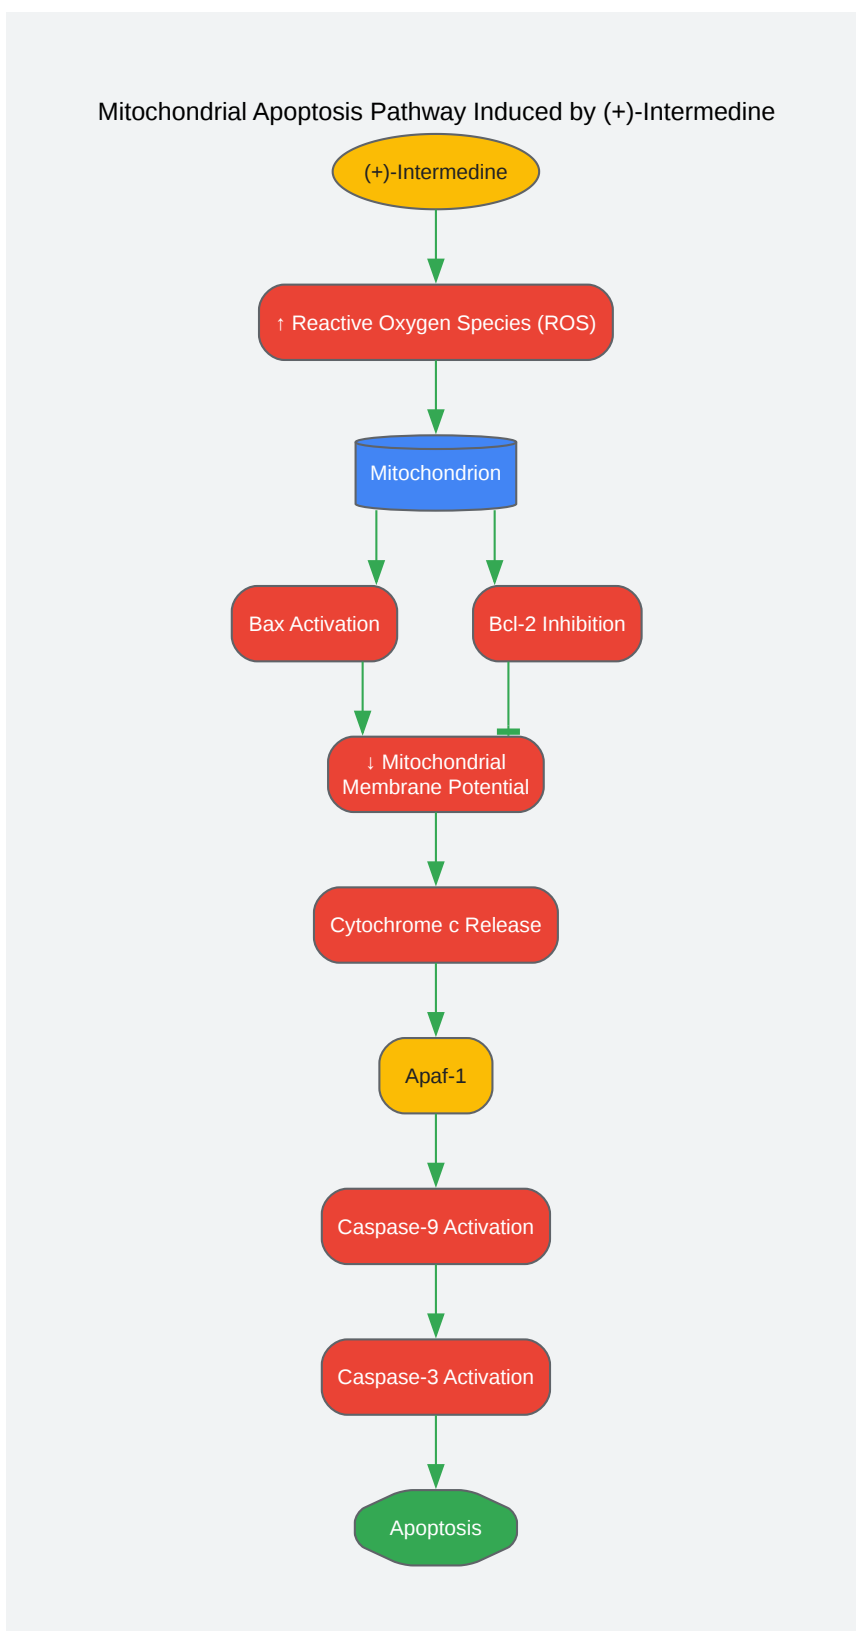 Mitochondrial Apoptosis Pathway Induced by (+)-Intermedine
(+)-Intermedine
↑ Reactive Oxygen Species (ROS)
Mitochondrion
Bax Activation
Bcl-2 Inhibition
↓ Mitochondrial
Membrane Potential
Cytochrome c Release
Apaf-1
Caspase-9 Activation
Caspase-3 Activation
Apoptosis